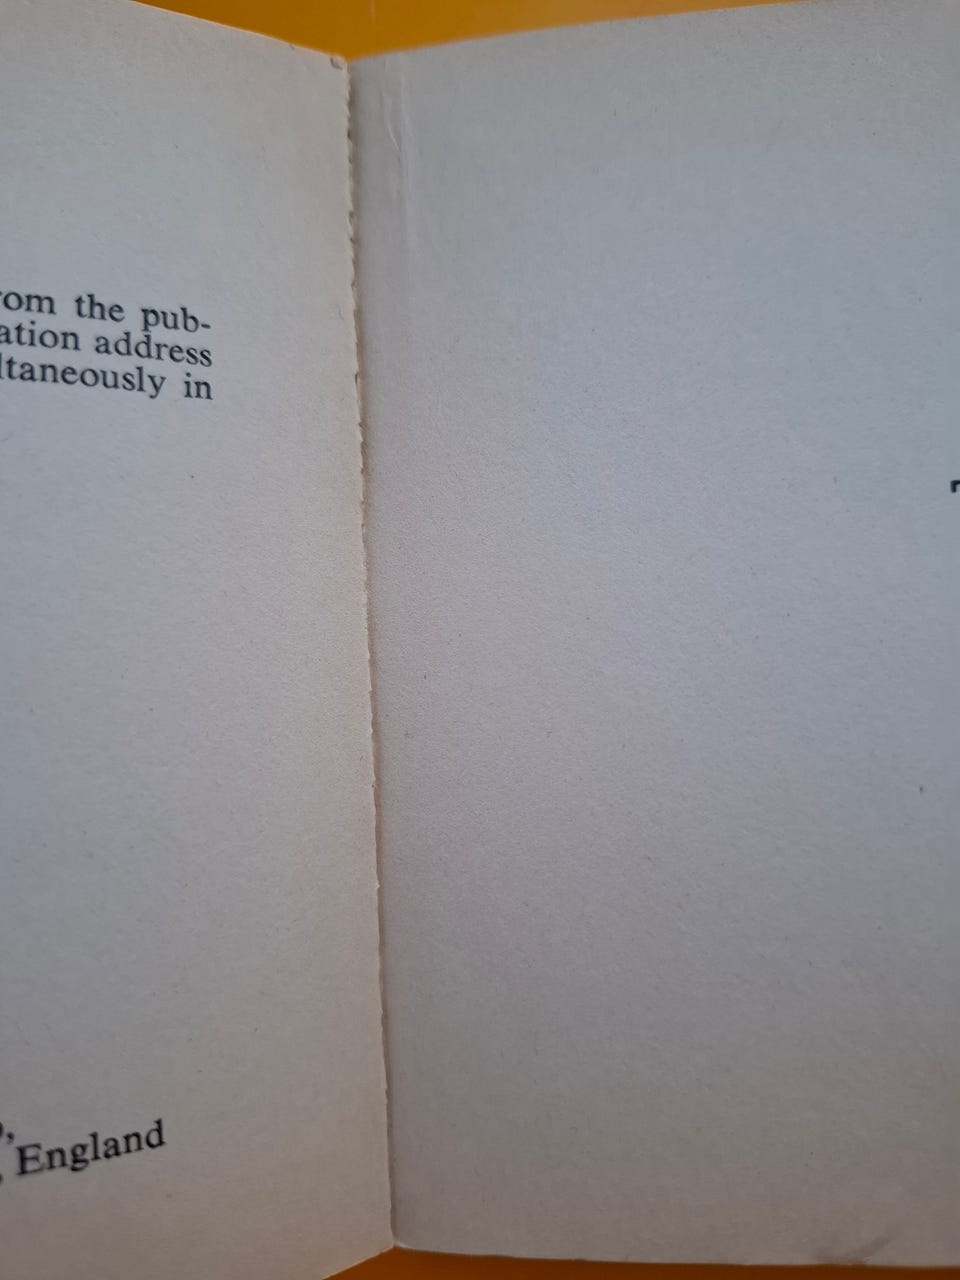 rom the pub-
ation address
ltaneously in
England